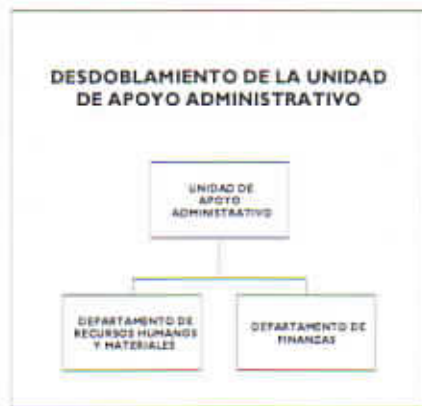 DESDOBLAMIENTO DE LA UNIDAD
DE APOYO ADMINISTRATIVO
UNIDAD DE
APOYO
ADMINISTRATIVO
DEPARTAMENTO DE
RECURSOS HUMANOS
Y MATERIALES
DEPARTAMENTO DE
FINANZAS